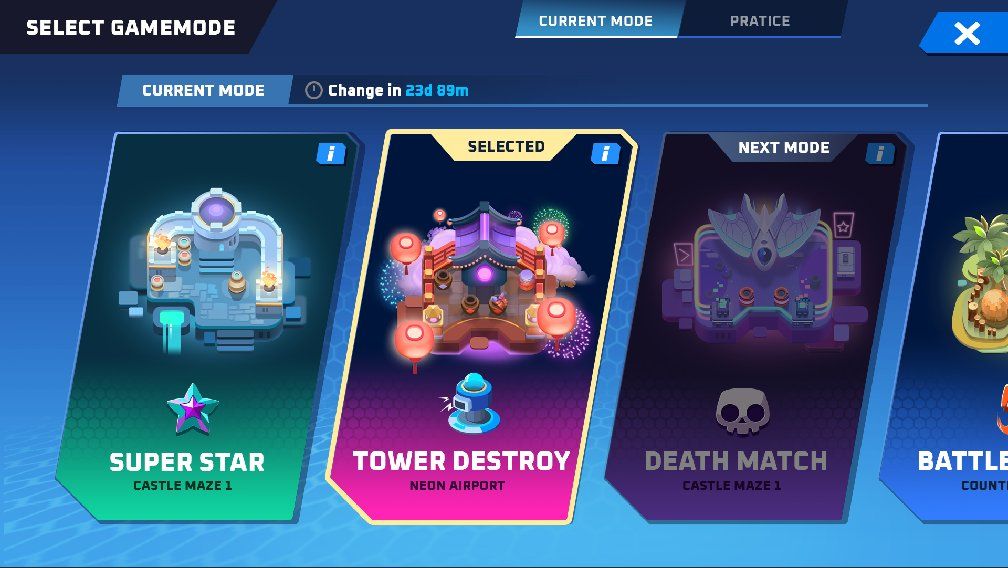 SELECT GAMEMODE
CURRENT MODE
PRATICE
CURRENT MODE
Change in 23d 89m
SELECTED
NEXT MODE
SUPER STAR
CASTLE MAZE 1
TOWER DESTROY
NEON AIRPORT
DEATH MATCH
CASTLE MAZE 1
BATTLE